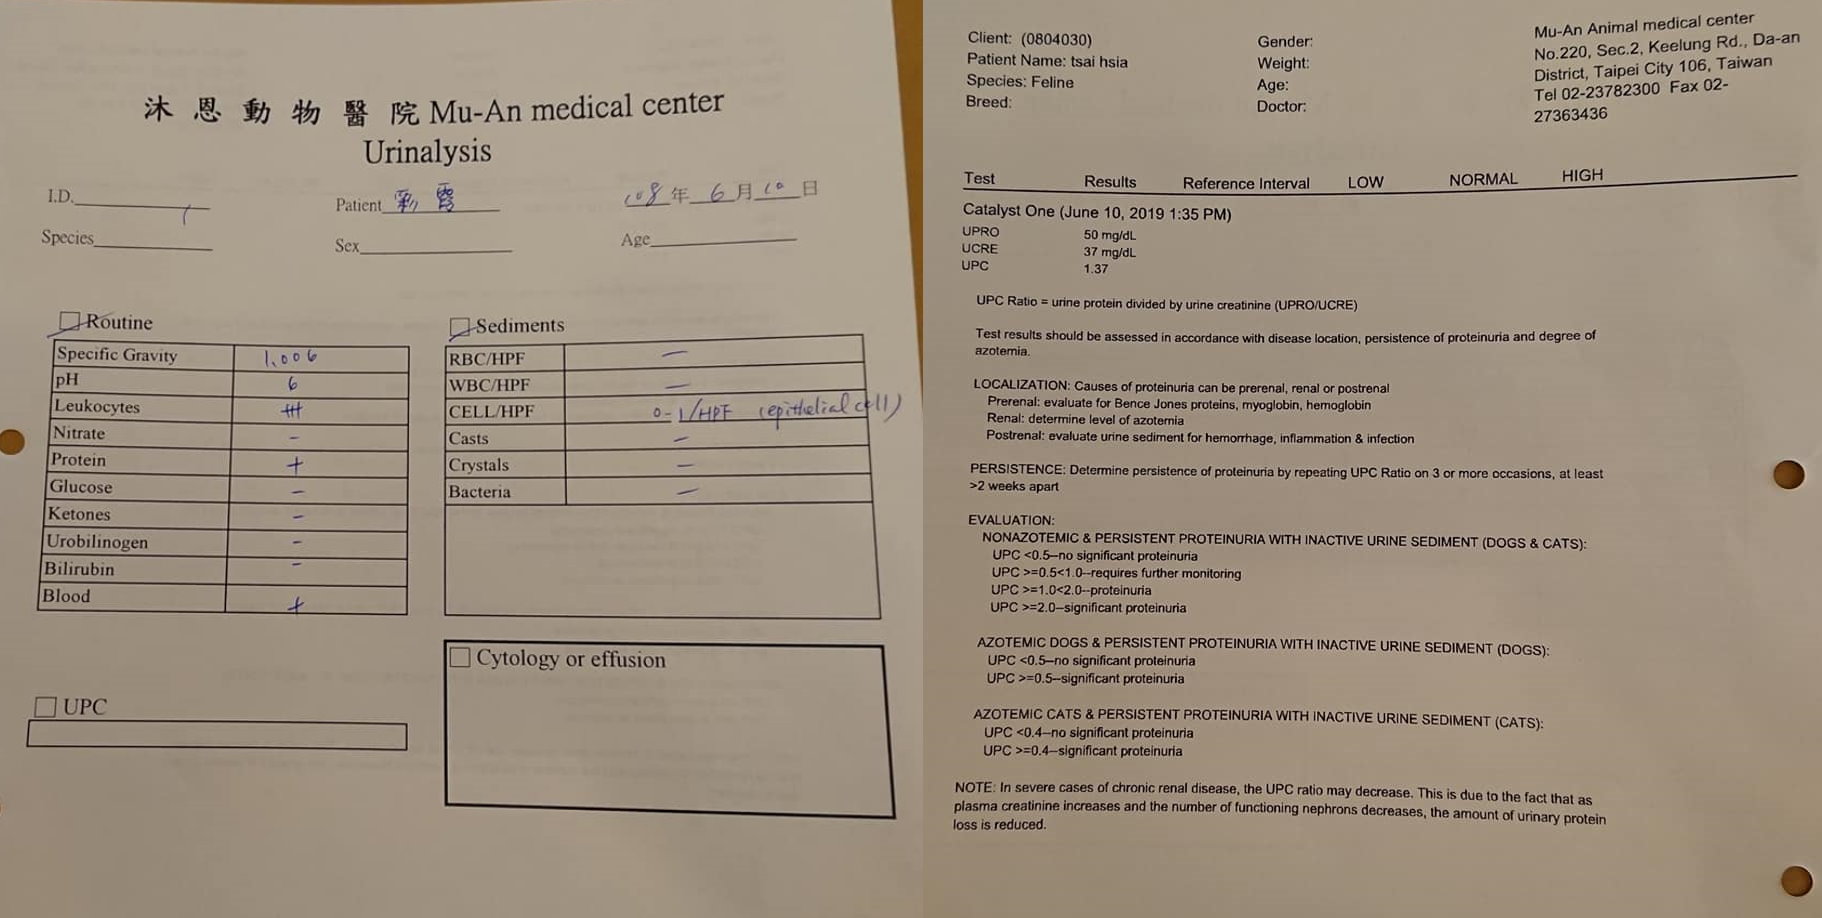 沐恩動物醫院 Mu-An medical center
Urinalysis
I.D.
Patient 彩霞
108年6月10日
Species
Sex
Age
Routine
Specific Gravity 1.006
pH 6
Leukocytes +++
Nitrate -
Protein +
Glucose -
Ketones -
Urobilinogen -
Bilirubin -
Blood +
UPC
Sediments
RBC/HPF -
WBC/HPF -
CELL/HPF 0-1/HPF (epithelial cell)
Casts -
Crystals -
Bacteria -
Cytology or effusion
Client: (0804030)
Patient Name: tsai hsia
Species: Feline
Breed:
Gender:
Weight:
Age:
Doctor:
Mu-An Animal medical center
No.220, Sec.2, Keelung Rd., Da-an
District, Taipei City 106, Taiwan
Tel 02-23782300 Fax 02-
27363436
Test Results Reference Interval LOW NORMAL HIGH
Catalyst One (June 10, 2019 1:35 PM)
UPRO 50 mg/dL
UCRE 37 mg/dL
UPC 1.37
UPC Ratio = urine protein divided by urine creatinine (UPRO/UCRE)
Test results should be assessed in accordance with disease location, persistence of proteinuria and degree of
azotemia.
LOCALIZATION: Causes of proteinuria can be prerenal, renal or postrenal
Prerenal: evaluate for Bence Jones proteins, myoglobin, hemoglobin
Renal: determine level of azotemia
Postrenal: evaluate urine sediment for hemorrhage, inflammation & infection
PERSISTENCE: Determine persistence of proteinuria by repeating UPC Ratio on 3 or more occasions, at least
>2 weeks apart
EVALUATION:
NONAZOTEMIC & PERSISTENT PROTEINURIA WITH INACTIVE URINE SEDIMENT (DOGS & CATS):
UPC <0.5--no significant proteinuria
UPC >=0.5<1.0--requires further monitoring
UPC >=1.0<2.0--proteinuria
UPC >=2.0--significant proteinuria
AZOTEMIC DOGS & PERSISTENT PROTEINURIA WITH INACTIVE URINE SEDIMENT (DOGS):
UPC <0.5--no significant proteinuria
UPC >=0.5--significant proteinuria
AZOTEMIC CATS & PERSISTENT PROTEINURIA WITH INACTIVE URINE SEDIMENT (CATS):
UPC <0.4--no significant proteinuria
UPC >=0.4--significant proteinuria
NOTE: In severe cases of chronic renal disease, the UPC ratio may decrease. This is due to the fact that as
plasma creatinine increases and the number of functioning nephrons decreases, the amount of urinary protein
loss is reduced.